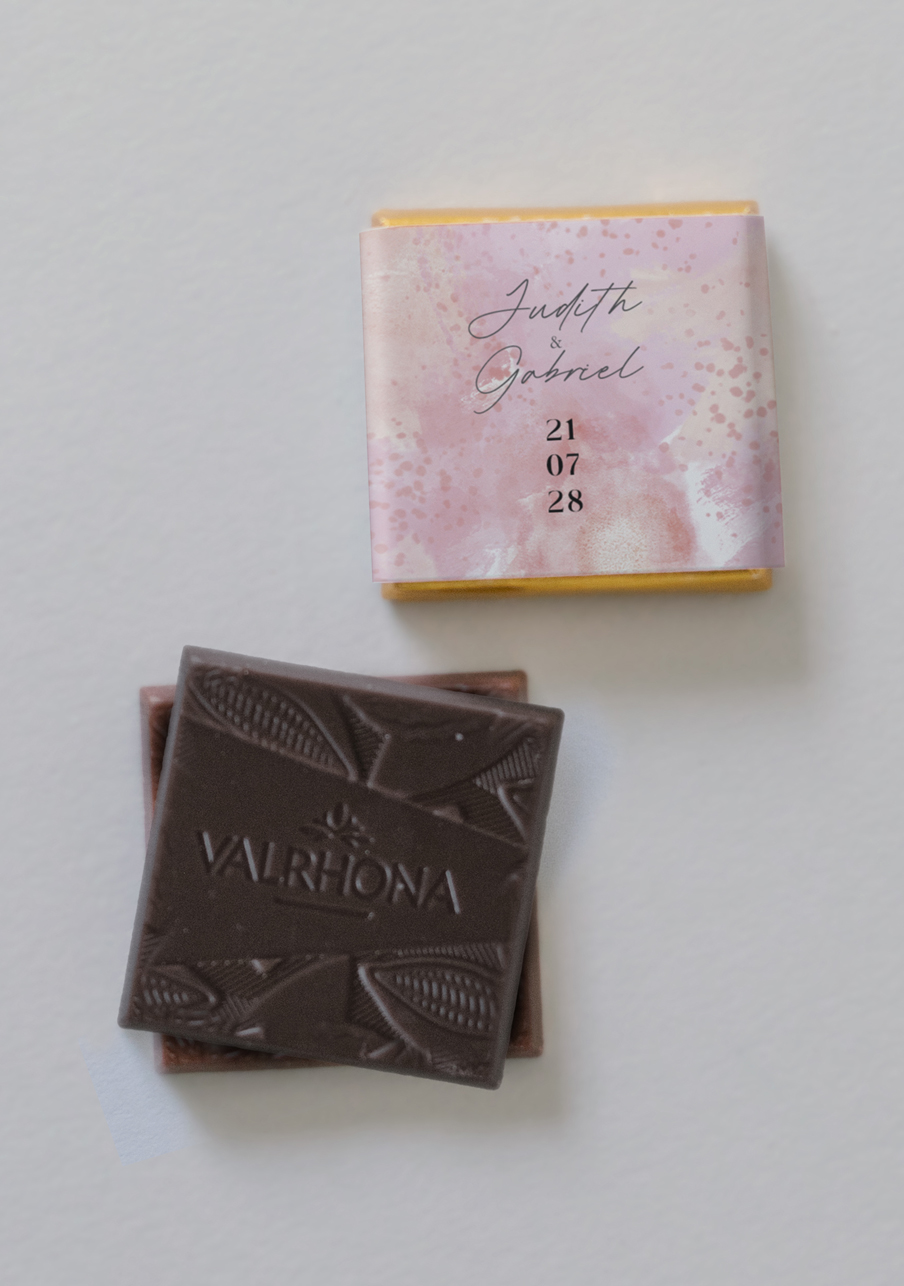 Judith
&
Gabriel
21
07
28
VALRHONA